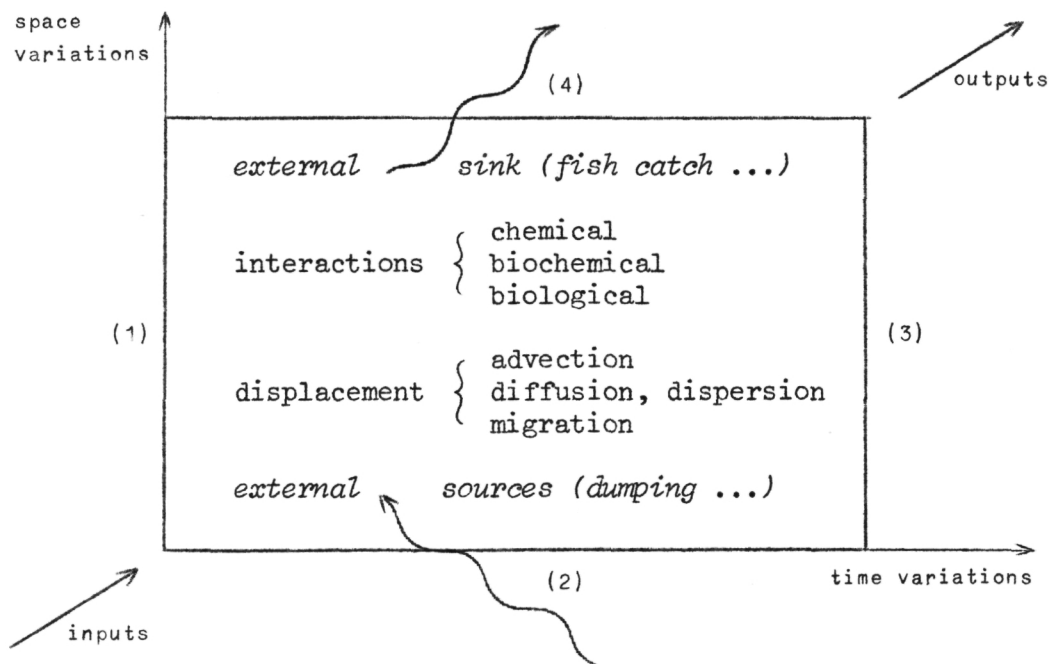 space
variations
(4)
outputs
external sink (fish catch ...)
interactions { chemical
biochemical
biological
(1)
(3)
displacement { advection
diffusion, dispersion
migration
external sources (dumping ...)
(2)
time variations
inputs